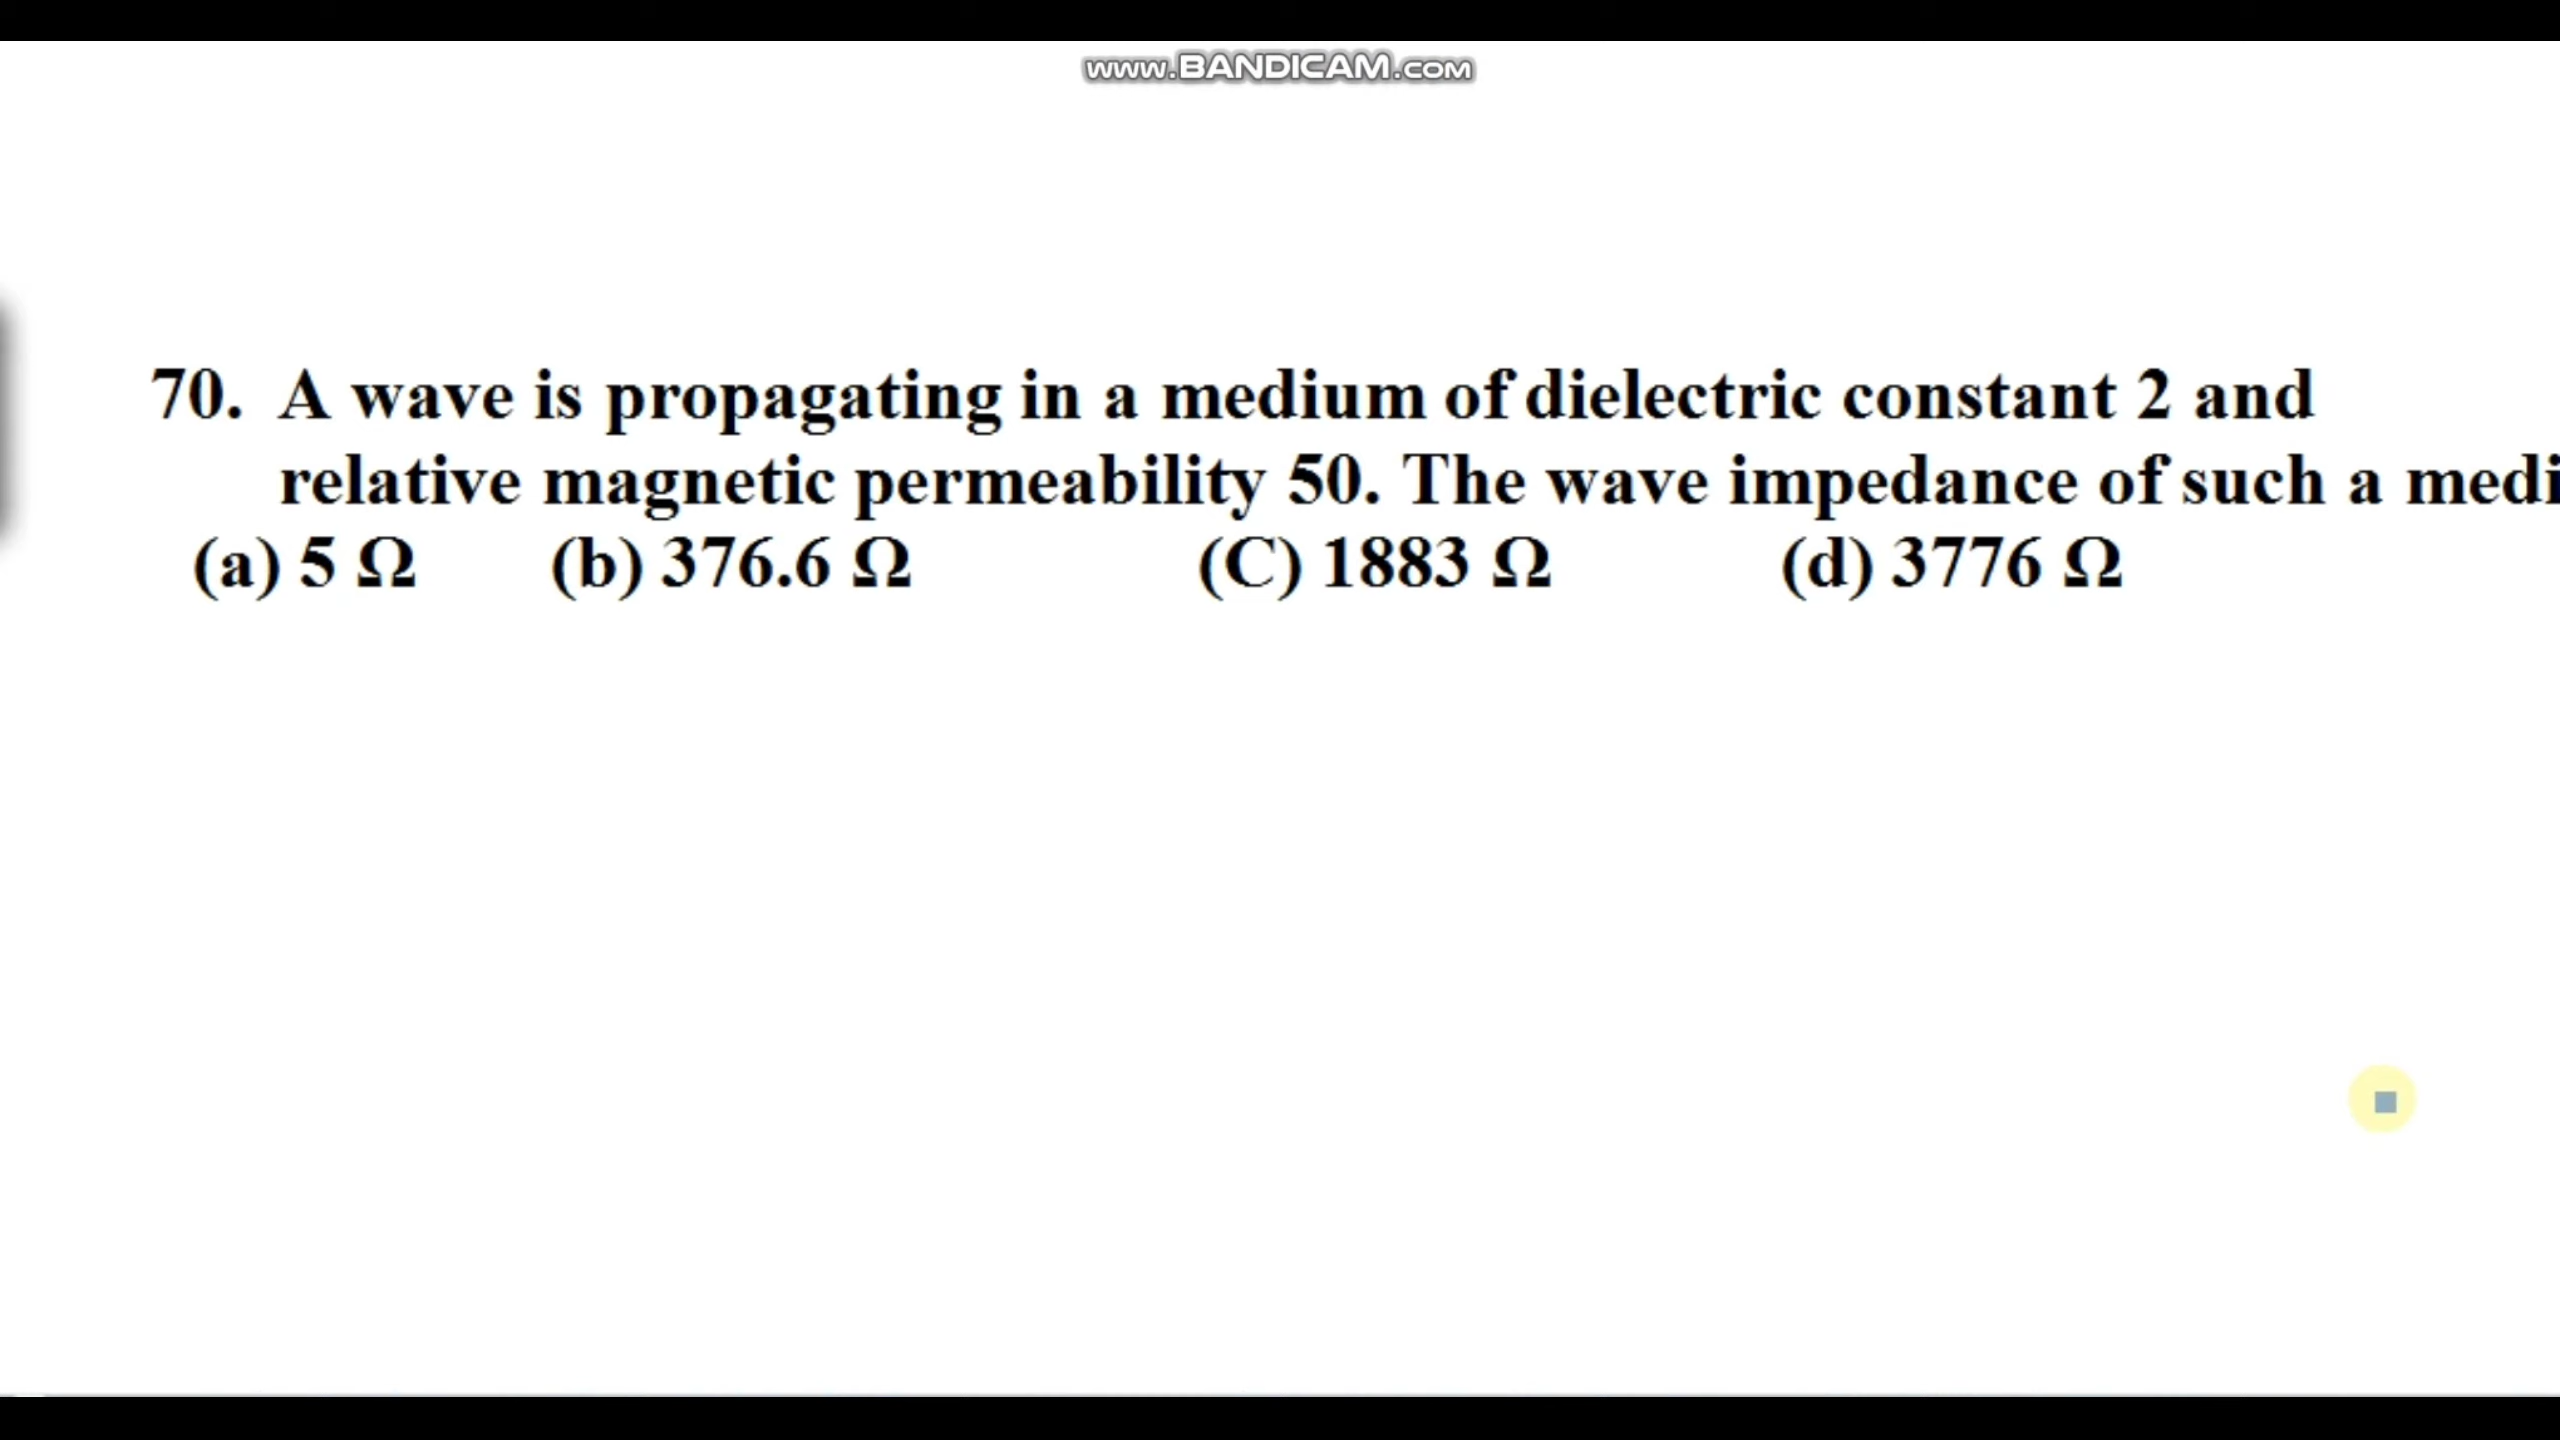 www.BANDICAM.com
70. A wave is propagating in a medium of dielectric constant 2 and
relative magnetic permeability 50. The wave impedance of such a medi
(a) 5 Ω (b) 376.6 Ω (C) 1883 Ω (d) 3776 Ω